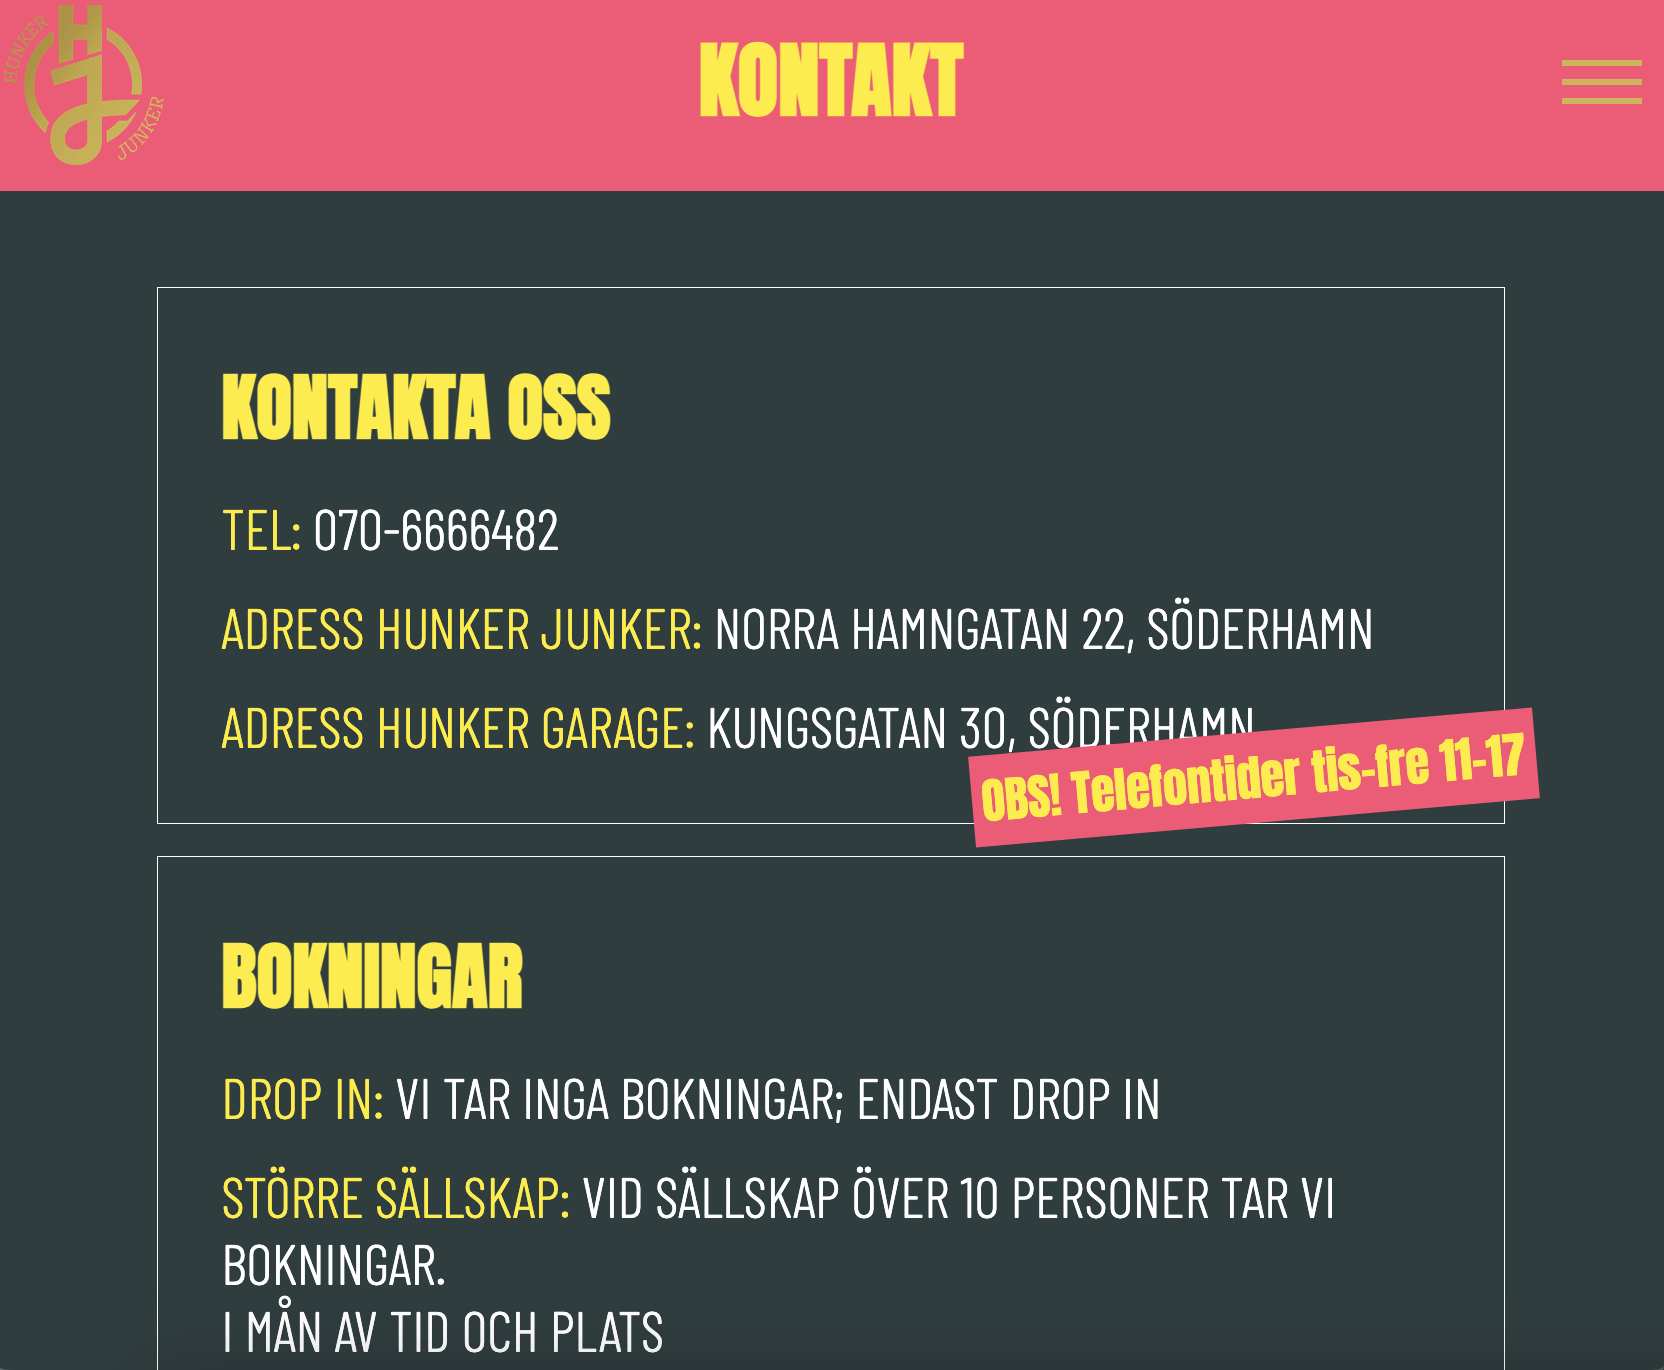 HUNKER
HJ
JUNKER
KONTAKT
KONTAKTA OSS
TEL: 070-6666482
ADRESS HUNKER JUNKER: NORRA HAMNGATAN 22, SÖDERHAMN
ADRESS HUNKER GARAGE: KUNGSGATAN 30, SÖDERHAMN
OBS! Telefontider tis-fre 11-17
BOKNINGAR
DROP IN: VI TAR INGA BOKNINGAR; ENDAST DROP IN
STÖRRE SÄLLSKAP: VID SÄLLSKAP ÖVER 10 PERSONER TAR VI
BOKNINGAR.
I MÅN AV TID OCH PLATS